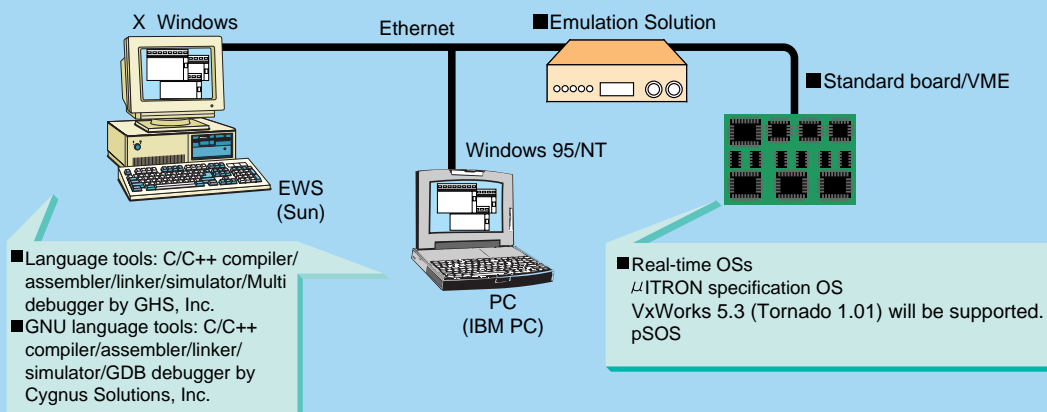 X Windows
Ethernet
■Emulation Solution
■Standard board/VME
Windows 95/NT
EWS
(Sun)
PC
(IBM PC)
■Language tools: C/C++ compiler/
assembler/linker/simulator/Multi
debugger by GHS, Inc.
■GNU language tools: C/C++
compiler/assembler/linker/
simulator/GDB debugger by
Cygnus Solutions, Inc.
■Real-time OSs
μITRON specification OS
VxWorks 5.3 (Tornado 1.01) will be supported.
pSOS